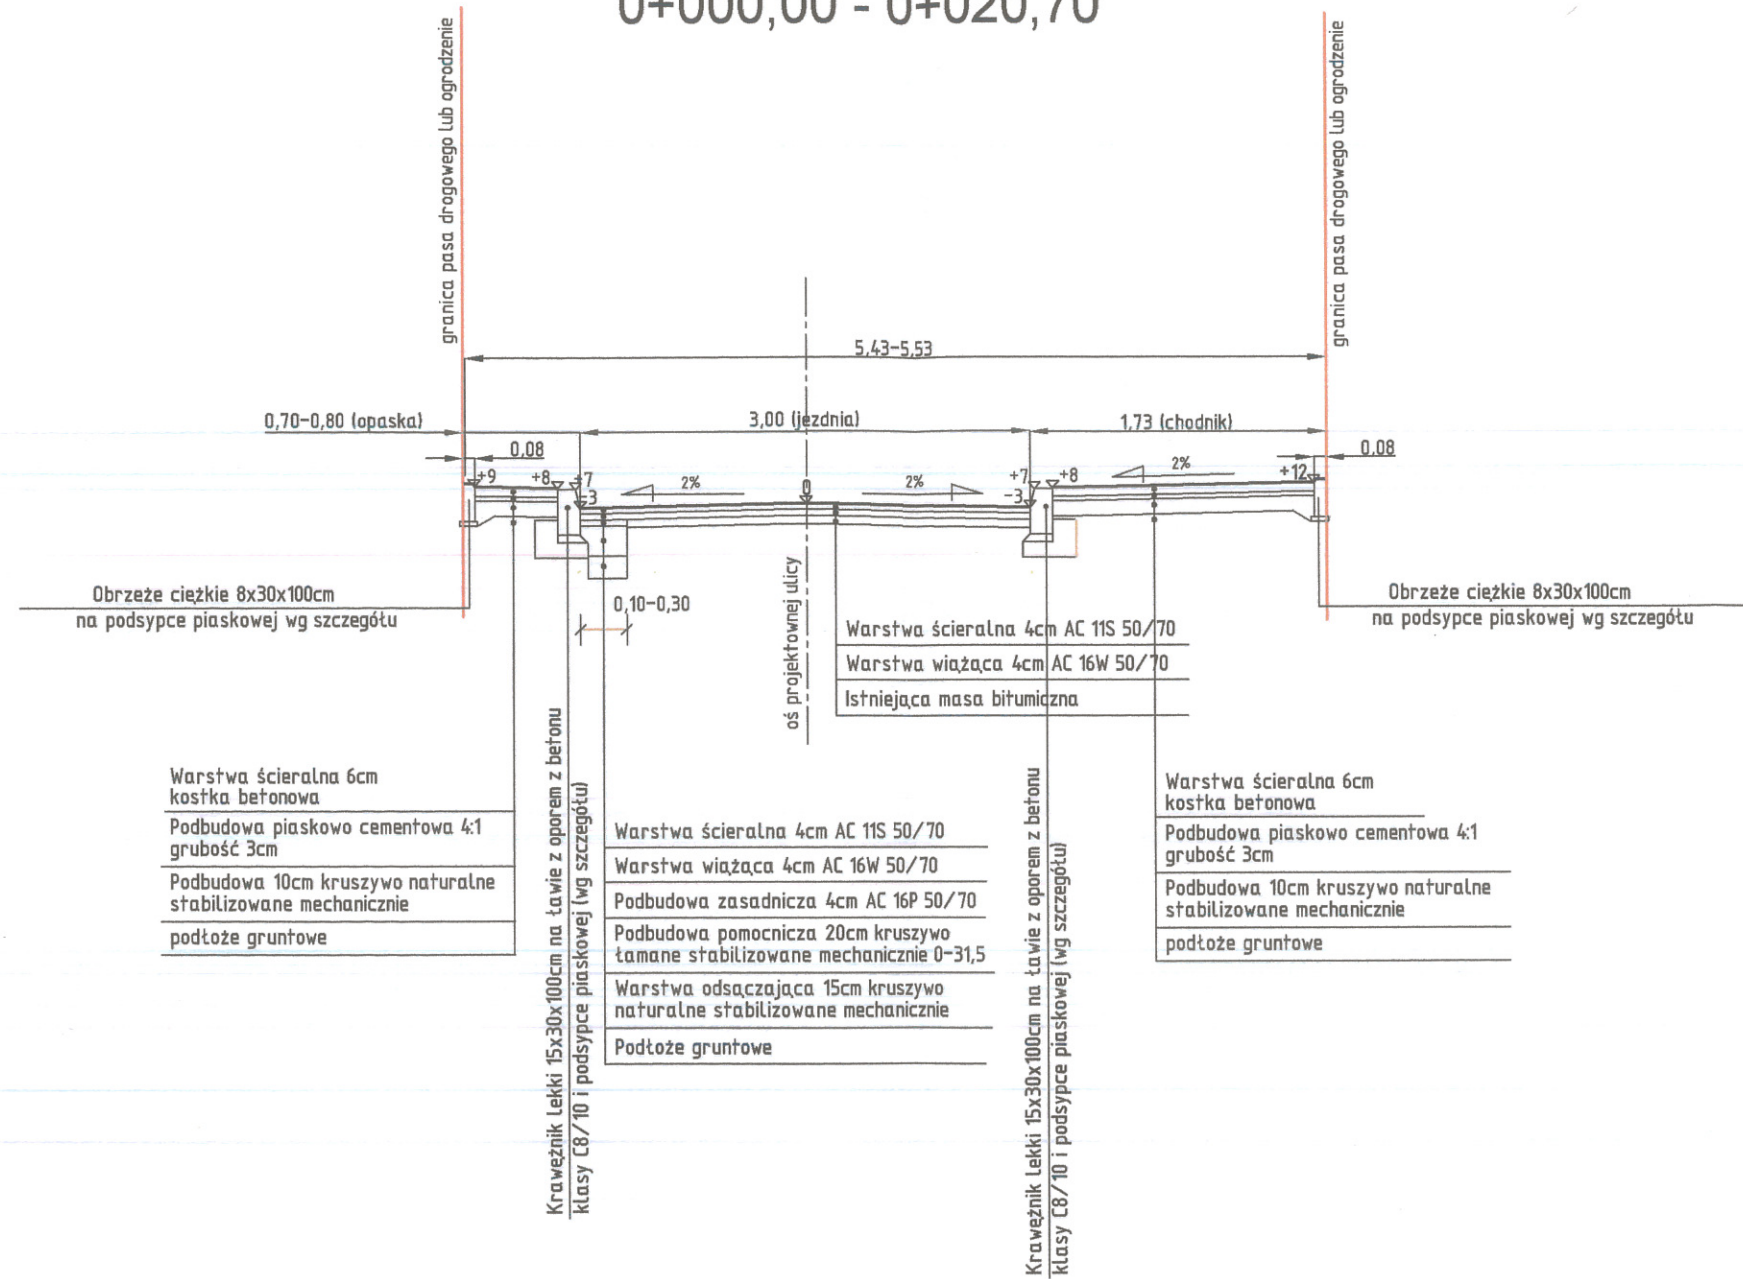 0+000,00 - 0+020,70
granica pasa drogowego lub ogrodzenie
granica pasa drogowego lub ogrodzenie
5,43-5,53
0,70-0,80 (opaska)
3,00 (jezdnia)
1,73 (chodnik)
0,08
0,08
+9
+8
+7
-3
2%
0
2%
+7
-3
+8
2%
+12
Obrzeże ciężkie 8x30x100cm
na podsypce piaskowej wg szczegółu
0,10-0,30
oś projektownej ulicy
Obrzeże ciężkie 8x30x100cm
na podsypce piaskowej wg szczegółu
Warstwa ścieralna 4cm AC 11S 50/70
Warstwa wiążąca 4cm AC 16W 50/70
Istniejąca masa bitumiczna
Warstwa ścieralna 6cm
kostka betonowa
Podbudowa piaskowo cementowa 4:1
grubość 3cm
Podbudowa 10cm kruszywo naturalne
stabilizowane mechanicznie
podłoże gruntowe
Krawężnik lekki 15x30x100cm na ławie z oporem z betonu
klasy C8/10 i podsypce piaskowej (wg szczegółu)
Warstwa ścieralna 4cm AC 11S 50/70
Warstwa wiążąca 4cm AC 16W 50/70
Podbudowa zasadnicza 4cm AC 16P 50/70
Podbudowa pomocnicza 20cm kruszywo
łamane stabilizowane mechanicznie 0-31,5
Warstwa odsączająca 15cm kruszywo
naturalne stabilizowane mechanicznie
Podłoże gruntowe
Krawężnik lekki 15x30x100cm na ławie z oporem z betonu
klasy C8/10 i podsypce piaskowej (wg szczegółu)
Warstwa ścieralna 6cm
kostka betonowa
Podbudowa piaskowo cementowa 4:1
grubość 3cm
Podbudowa 10cm kruszywo naturalne
stabilizowane mechanicznie
podłoże gruntowe